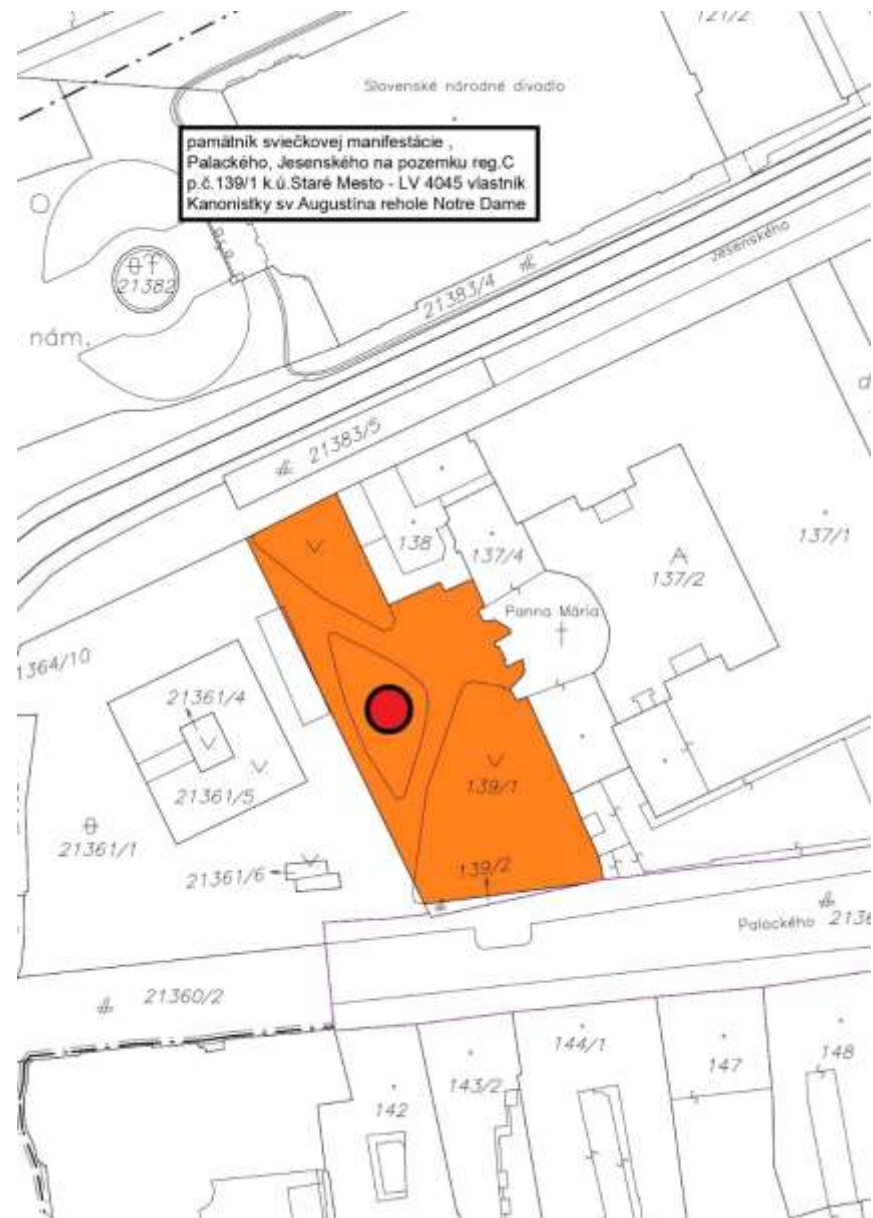 121/2
Slovenské národné divadlo
pamätník sviečkovej manifestácie ,
Palackého, Jesenského na pozemku reg.C
p.č.139/1 k.ú.Staré Mesto - LV 4045 vlastník
Kanonistky sv.Augustína rehole Notre Dame
21382
Jesenského
21383/4
nám.
21383/5
138
137/4
137/1
137/2
Panna Mária
1364/10
21361/4
21361/5
139/1
21361/1
21361/6
139/2
Palackého 2136
21360/2
144/1
147
148
143/2
142